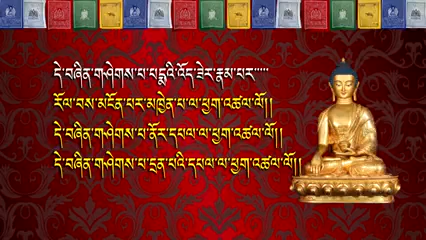 དེ་བཞིན་གཤེགས་པ་པདྨའི་འོད་ཟེར་རྣམ་པར་་་་་
རོལ་བས་མངོན་པར་མཁྱེན་པ་ལ་ཕྱག་འཚལ་ལོ།།
དེ་བཞིན་གཤེགས་པ་ནོར་དཔལ་ལ་ཕྱག་འཚལ་ལོ།།
དེ་བཞིན་གཤེགས་པ་དྲན་པའི་དཔལ་ལ་ཕྱག་འཚལ་ལོ།།